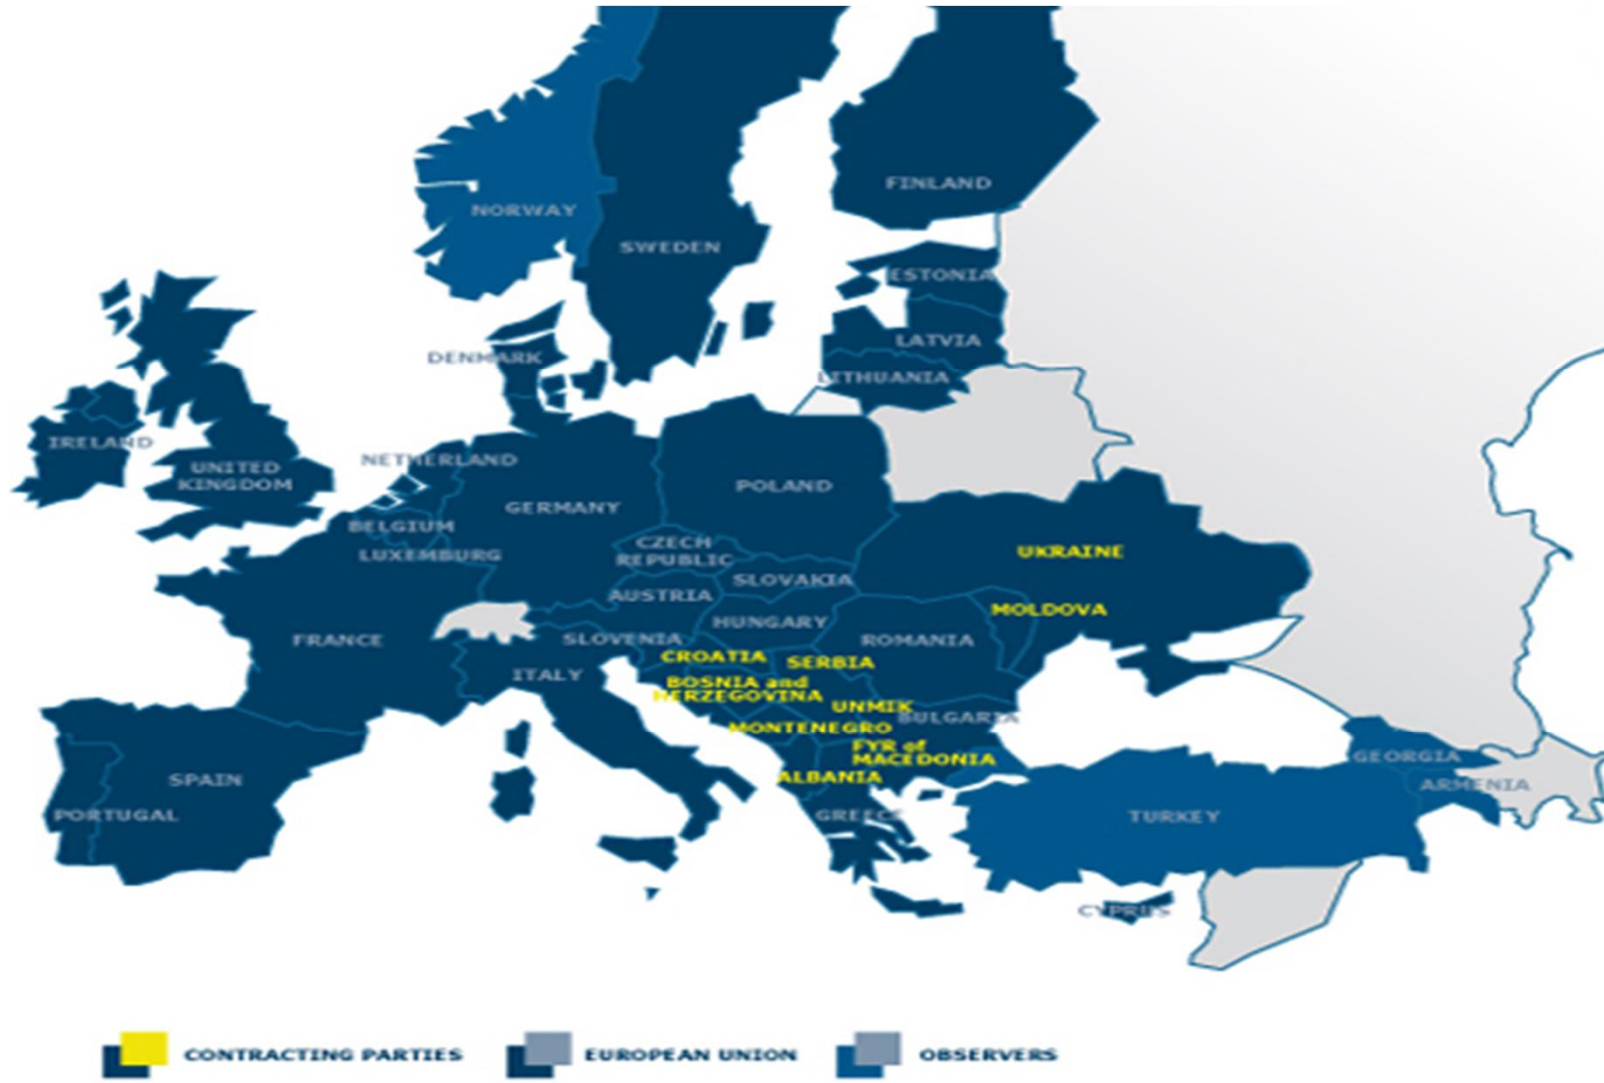 FINLAND
NORWAY
SWEDEN
ESTONIA
LATVIA
DENMARK
LITHUANIA
IRELAND
NETHERLAND
UNITED
KINGDOM
POLAND
GERMANY
BELGIUM
CZECH
REPUBLIC
LUXEMBURG
UKRAINE
SLOVAKIA
AUSTRIA
MOLDOVA
HUNGARY
FRANCE
SLOVENIA
ROMANIA
CROATIA
SERBIA
ITALY
BOSNIA and
HERZEGOVINA
UNMIK
BULGARIA
MONTENEGRO
FYR of
MACEDONIA
GEORGIA
ALBANIA
SPAIN
ARMENIA
PORTUGAL
GREECE
TURKEY
CYPRUS
CONTRACTING PARTIES
EUROPEAN UNION
OBSERVERS